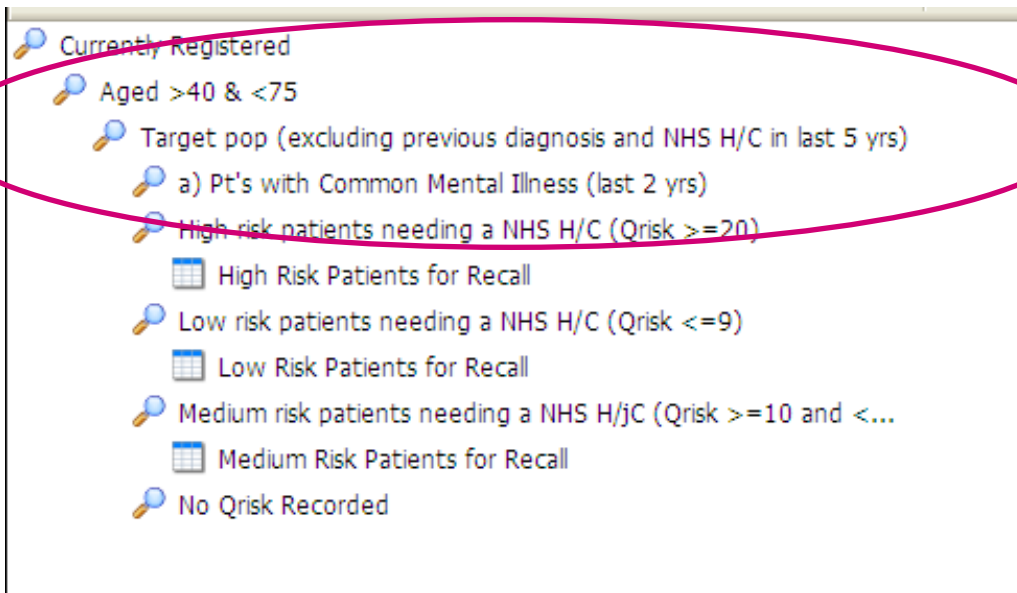 Currently Registered
Aged >40 & <75
Target pop (excluding previous diagnosis and NHS H/C in last 5 yrs)
a) Pt's with Common Mental Illness (last 2 yrs)
High risk patients needing a NHS H/C (Qrisk >=20)
High Risk Patients for Recall
Low risk patients needing a NHS H/C (Qrisk <=9)
Low Risk Patients for Recall
Medium risk patients needing a NHS H/jC (Qrisk >=10 and <...
Medium Risk Patients for Recall
No Qrisk Recorded